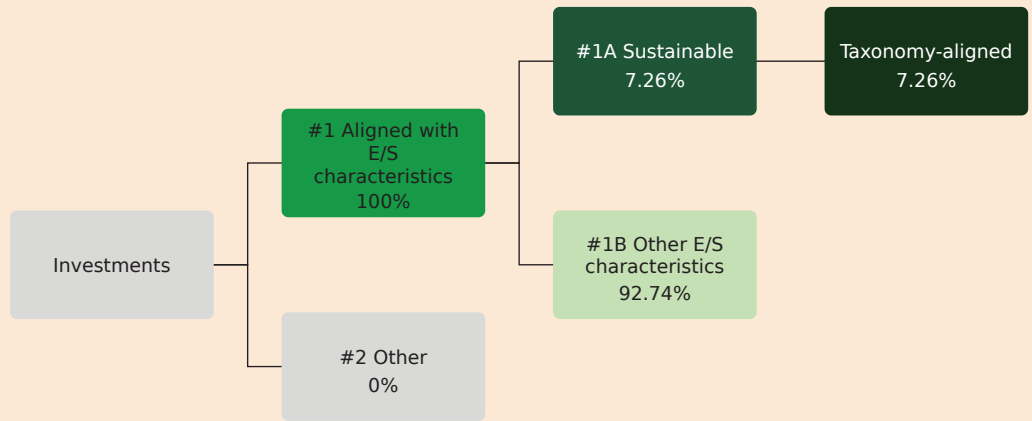 Investments
#1 Aligned with
E/S
characteristics
100%
#2 Other
0%
#1A Sustainable
7.26%
#1B Other E/S
characteristics
92.74%
Taxonomy-aligned
7.26%